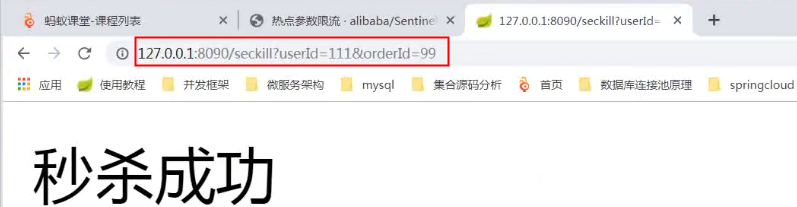 蚂蚁课堂-课程列表 热点参数限流 · alibaba/Sentinel 127.0.0.1:8090/seckill?userId=
127.0.0.1:8090/seckill?userId=111&orderId=99
应用 使用教程 并发框架 微服务架构 mysql 集合源码分析 首页 数据库连接池原理 springcloud
秒杀成功